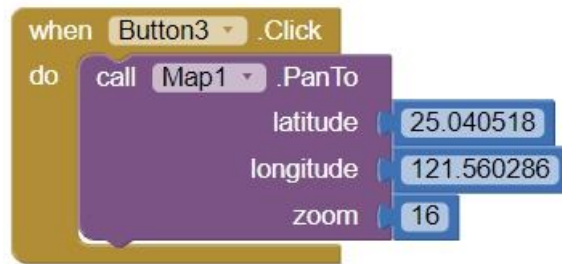 when Button3 .Click
do call Map1 .PanTo
latitude 25.040518
longitude 121.560286
zoom 16